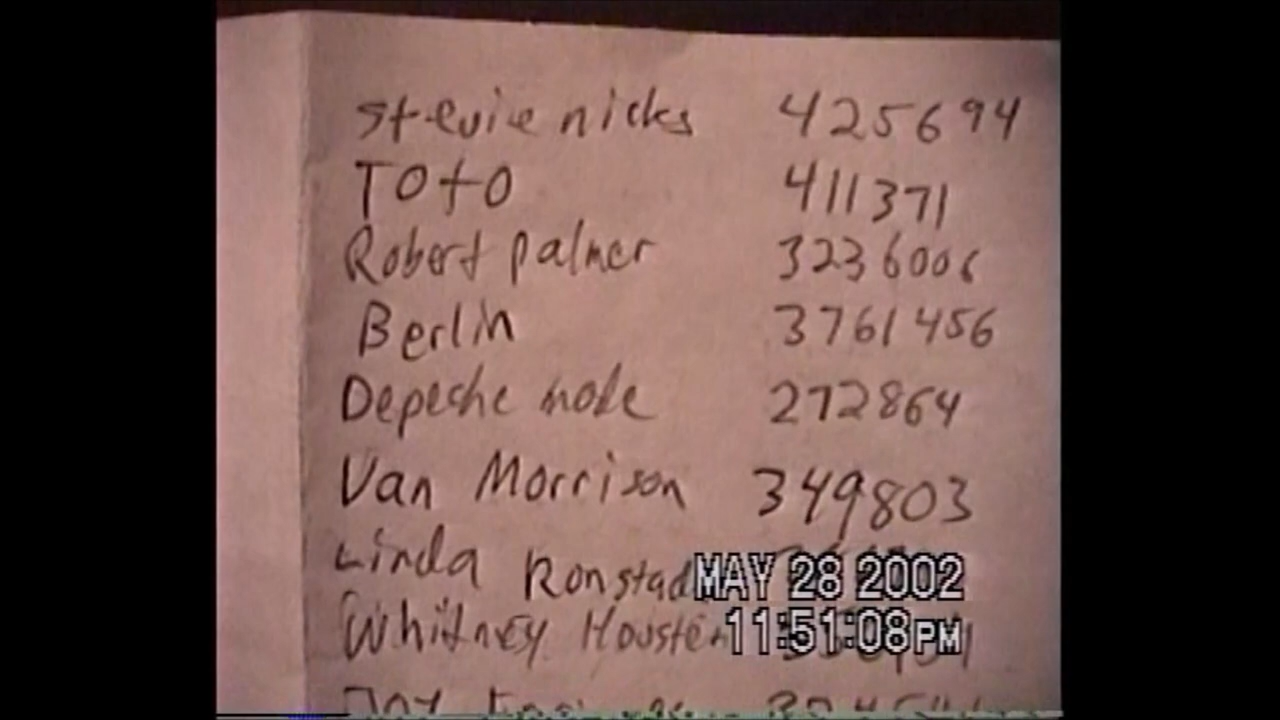 stevie nicks 425694
TOTO 411371
Robert palmer 3236006
Berlin 3761456
Depeche mode 272864
Van Morrison 349803
Linda Ronstad
Whitney Houston
MAY 28 2002
11:51:08PM